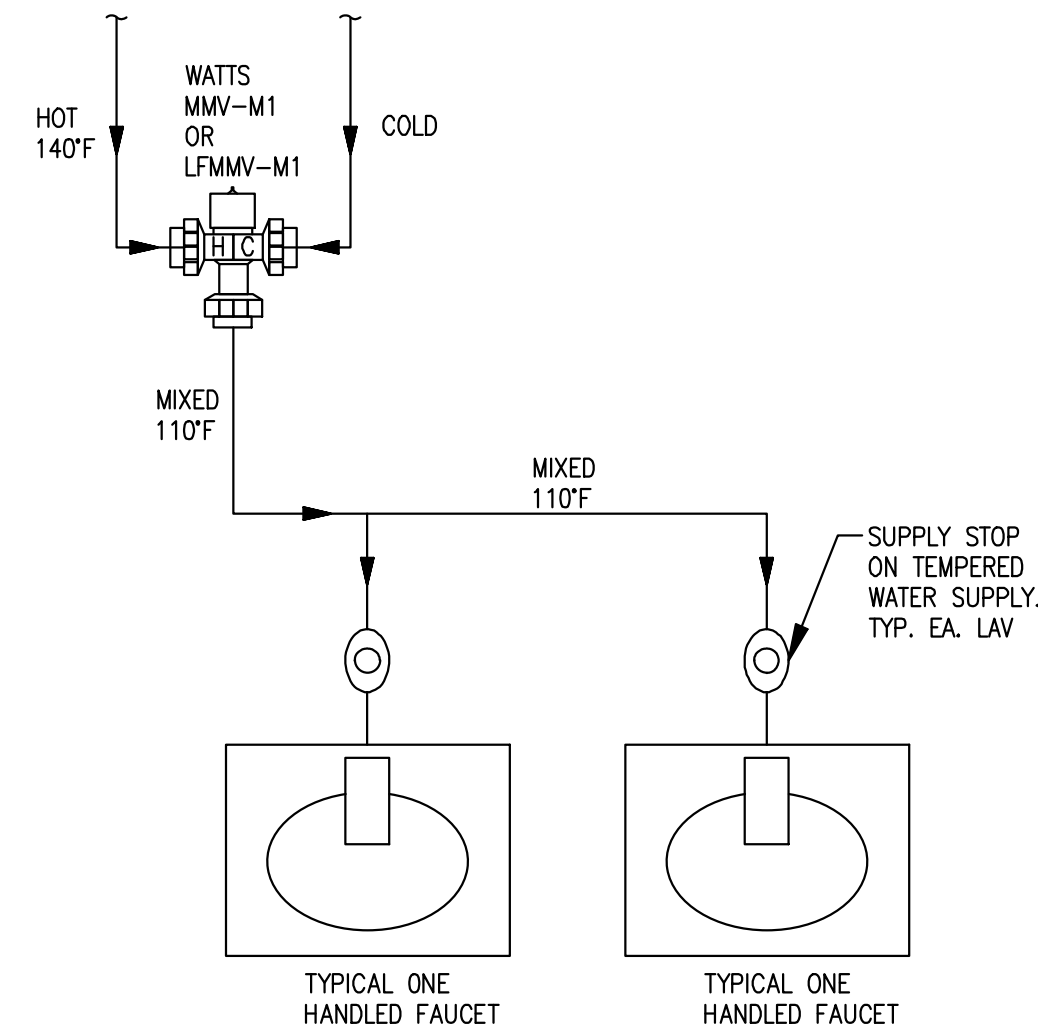 WATTS
MMV-M1
OR
LFMMV-M1
HOT
140°F
COLD
H C
MIXED
110°F
MIXED
110°F
SUPPLY STOP
ON TEMPERED
WATER SUPPLY.
TYP. EA. LAV
TYPICAL ONE
HANDLED FAUCET
TYPICAL ONE
HANDLED FAUCET